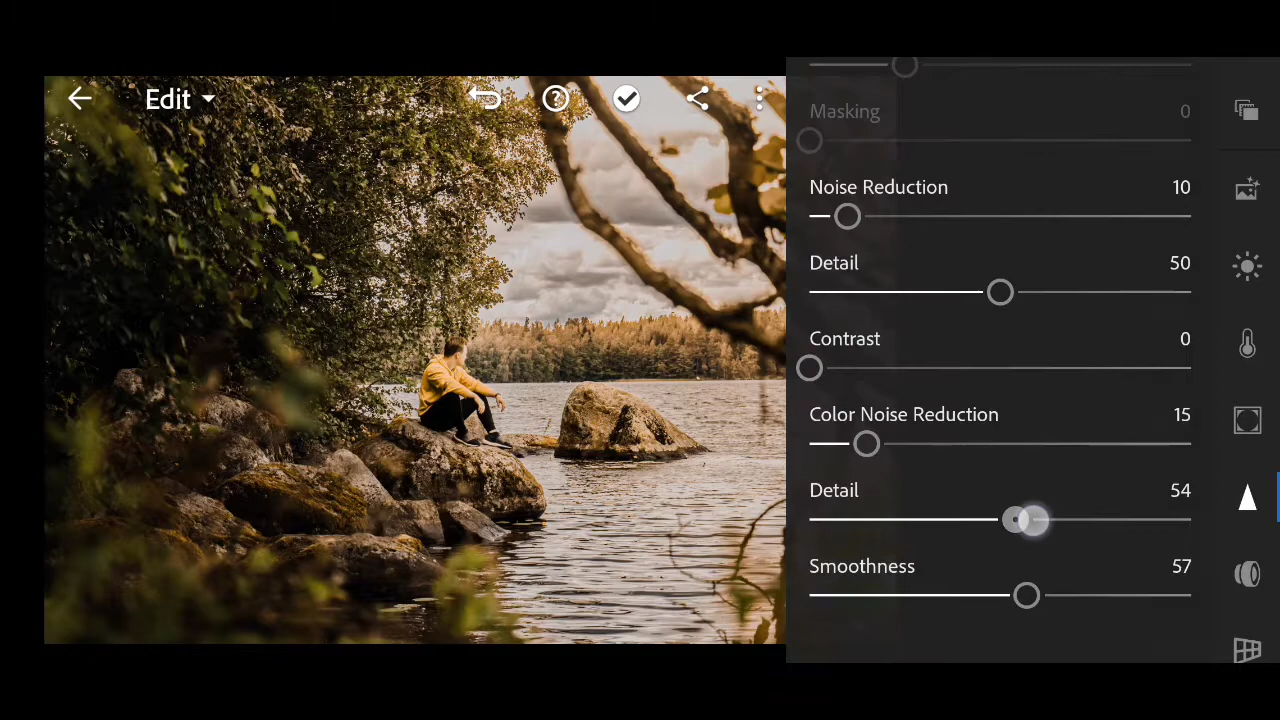 Edit
Masking 0
Noise Reduction 10
Detail 50
Contrast 0
Color Noise Reduction 15
Detail 54
Smoothness 57